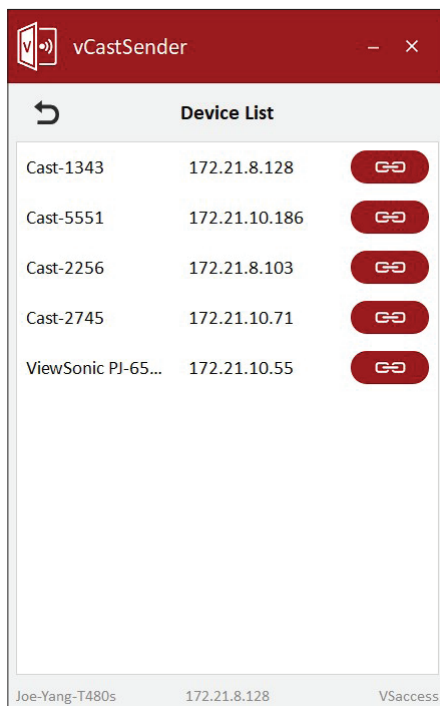 V vCastSender
Device List
Cast-1343 172.21.8.128
Cast-5551 172.21.10.186
Cast-2256 172.21.8.103
Cast-2745 172.21.10.71
ViewSonic PJ-65... 172.21.10.55
Joe-Yang-T480s 172.21.8.128 VSaccess